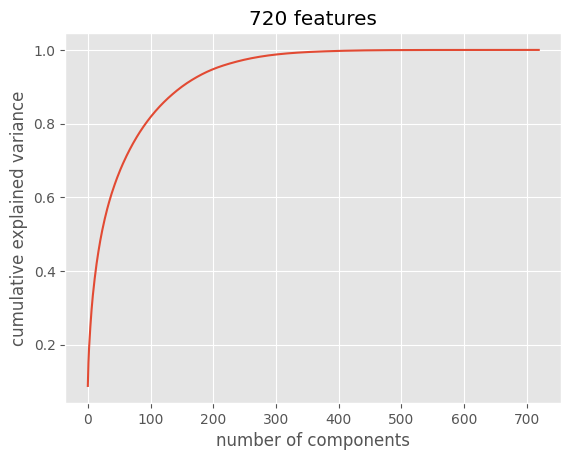 720 features
1.0
0.8
0.6
0.4
0.2
cumulative explained variance
0 100 200 300 400 500 600 700
number of components